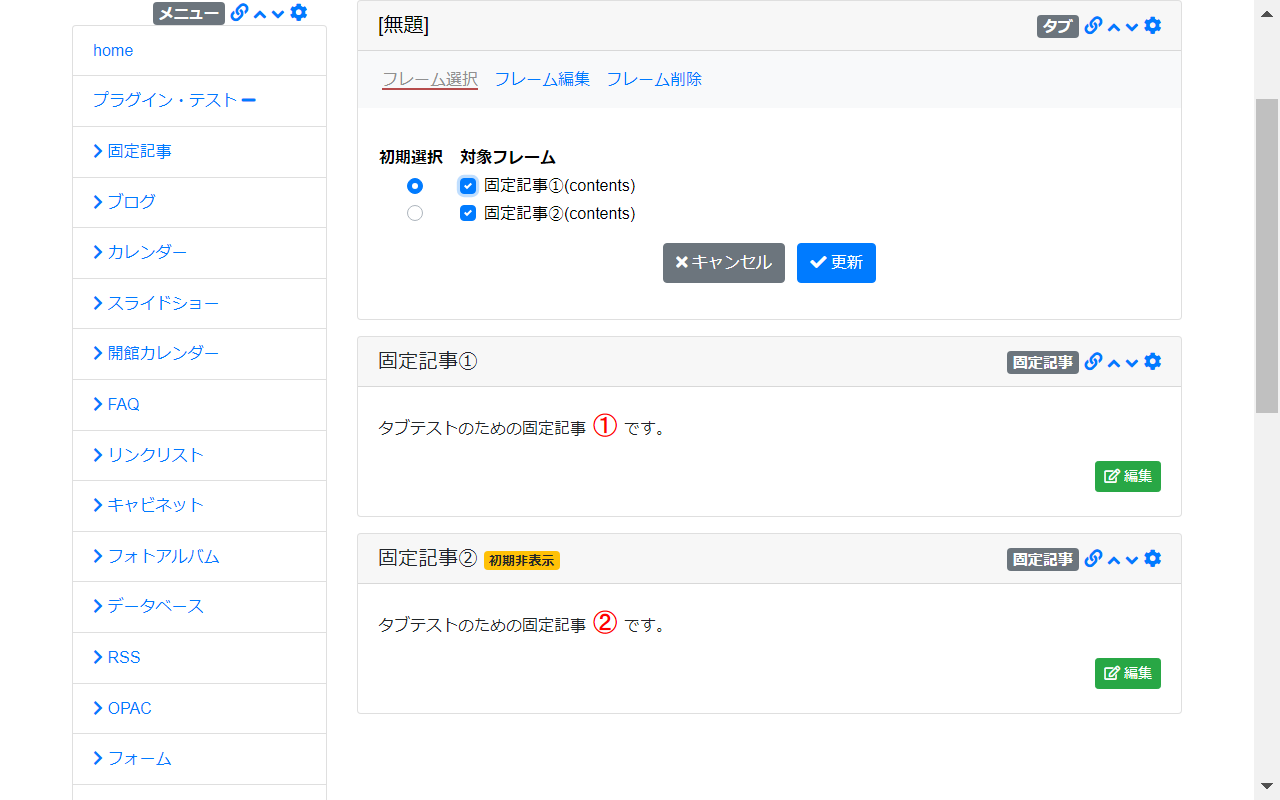 メニュー
home
プラグイン・テスト
固定記事
ブログ
カレンダー
スライドショー
開館カレンダー
FAQ
リンクリスト
キャビネット
フォトアルバム
データベース
RSS
OPAC
フォーム
[無題]
タブ
フレーム選択 フレーム編集 フレーム削除
初期選択 対象フレーム
固定記事①(contents)
固定記事②(contents)
キャンセル 更新
固定記事①
固定記事
タブテストのための固定記事 ① です。
編集
固定記事② 初期非表示
固定記事
タブテストのための固定記事 ② です。
編集